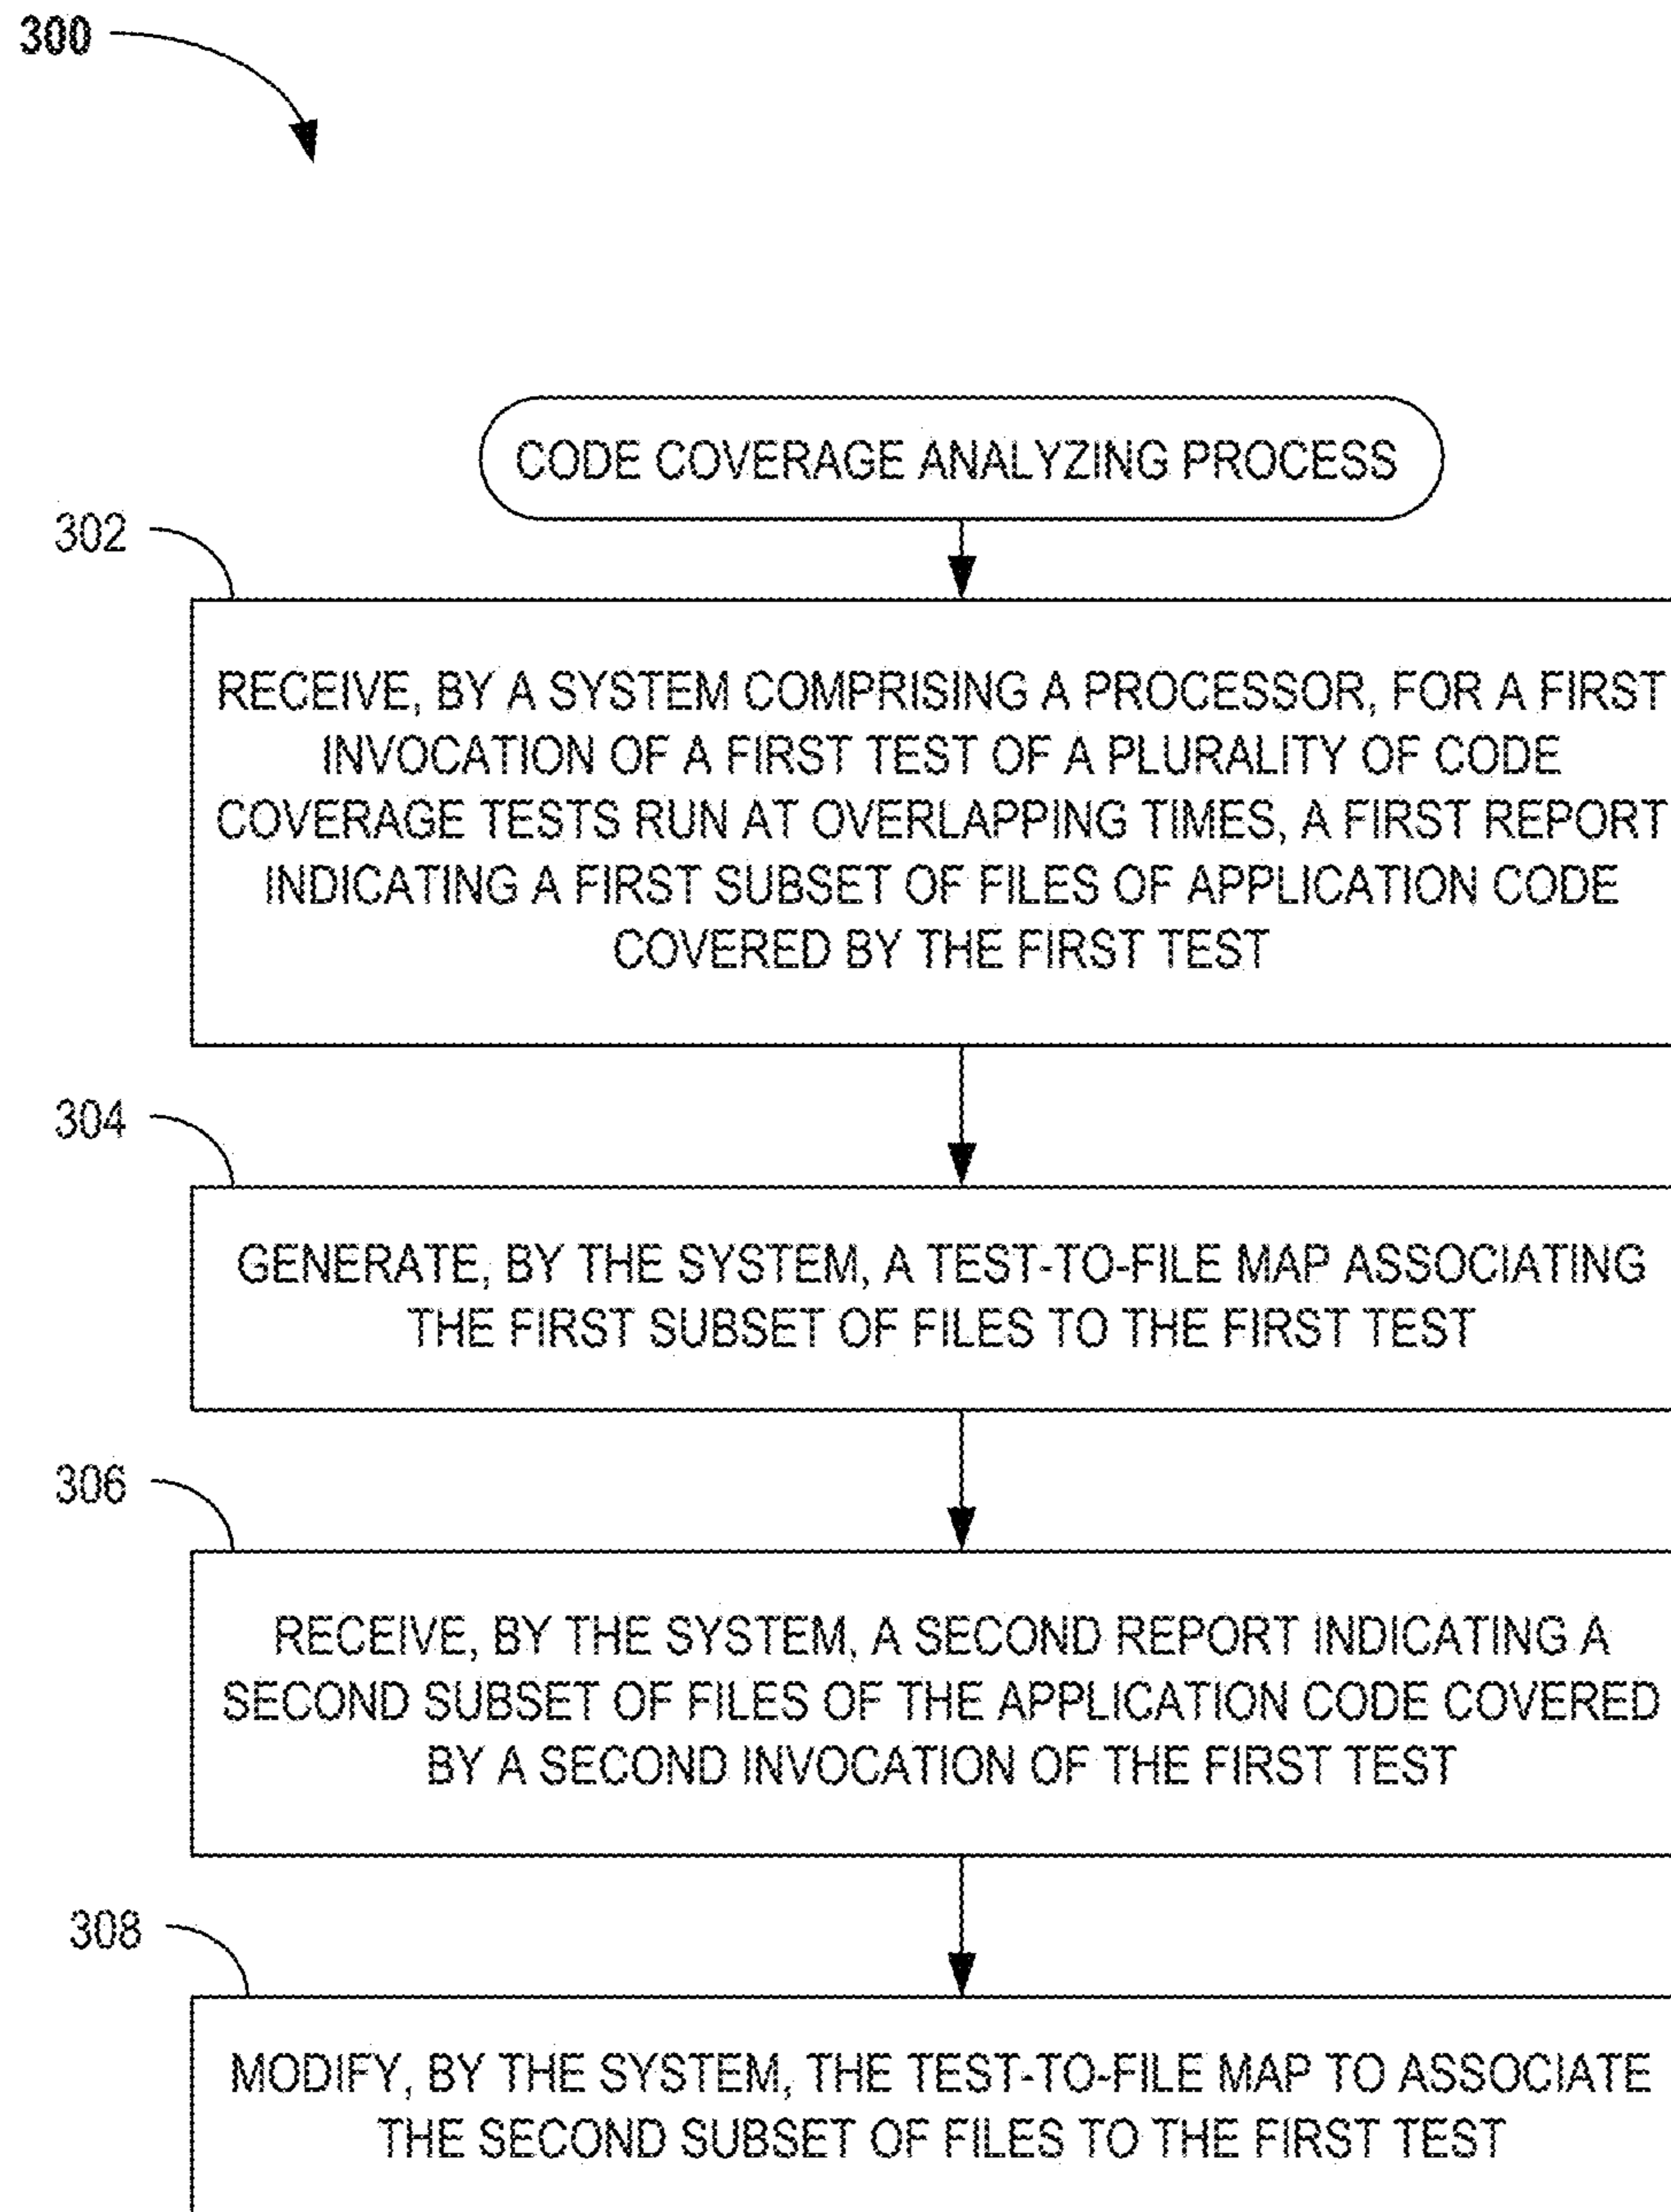 300
CODE COVERAGE ANALYZING PROCESS
302
RECEIVE, BY A SYSTEM COMPRISING A PROCESSOR, FOR A FIRST
INVOCATION OF A FIRST TEST OF A PLURALITY OF CODE
COVERAGE TESTS RUN AT OVERLAPPING TIMES, A FIRST REPORT
INDICATING A FIRST SUBSET OF FILES OF APPLICATION CODE
COVERED BY THE FIRST TEST
304
GENERATE, BY THE SYSTEM, A TEST-TO-FILE MAP ASSOCIATING
THE FIRST SUBSET OF FILES TO THE FIRST TEST
306
RECEIVE, BY THE SYSTEM, A SECOND REPORT INDICATING A
SECOND SUBSET OF FILES OF THE APPLICATION CODE COVERED
BY A SECOND INVOCATION OF THE FIRST TEST
308
MODIFY, BY THE SYSTEM, THE TEST-TO-FILE MAP TO ASSOCIATE
THE SECOND SUBSET OF FILES TO THE FIRST TEST